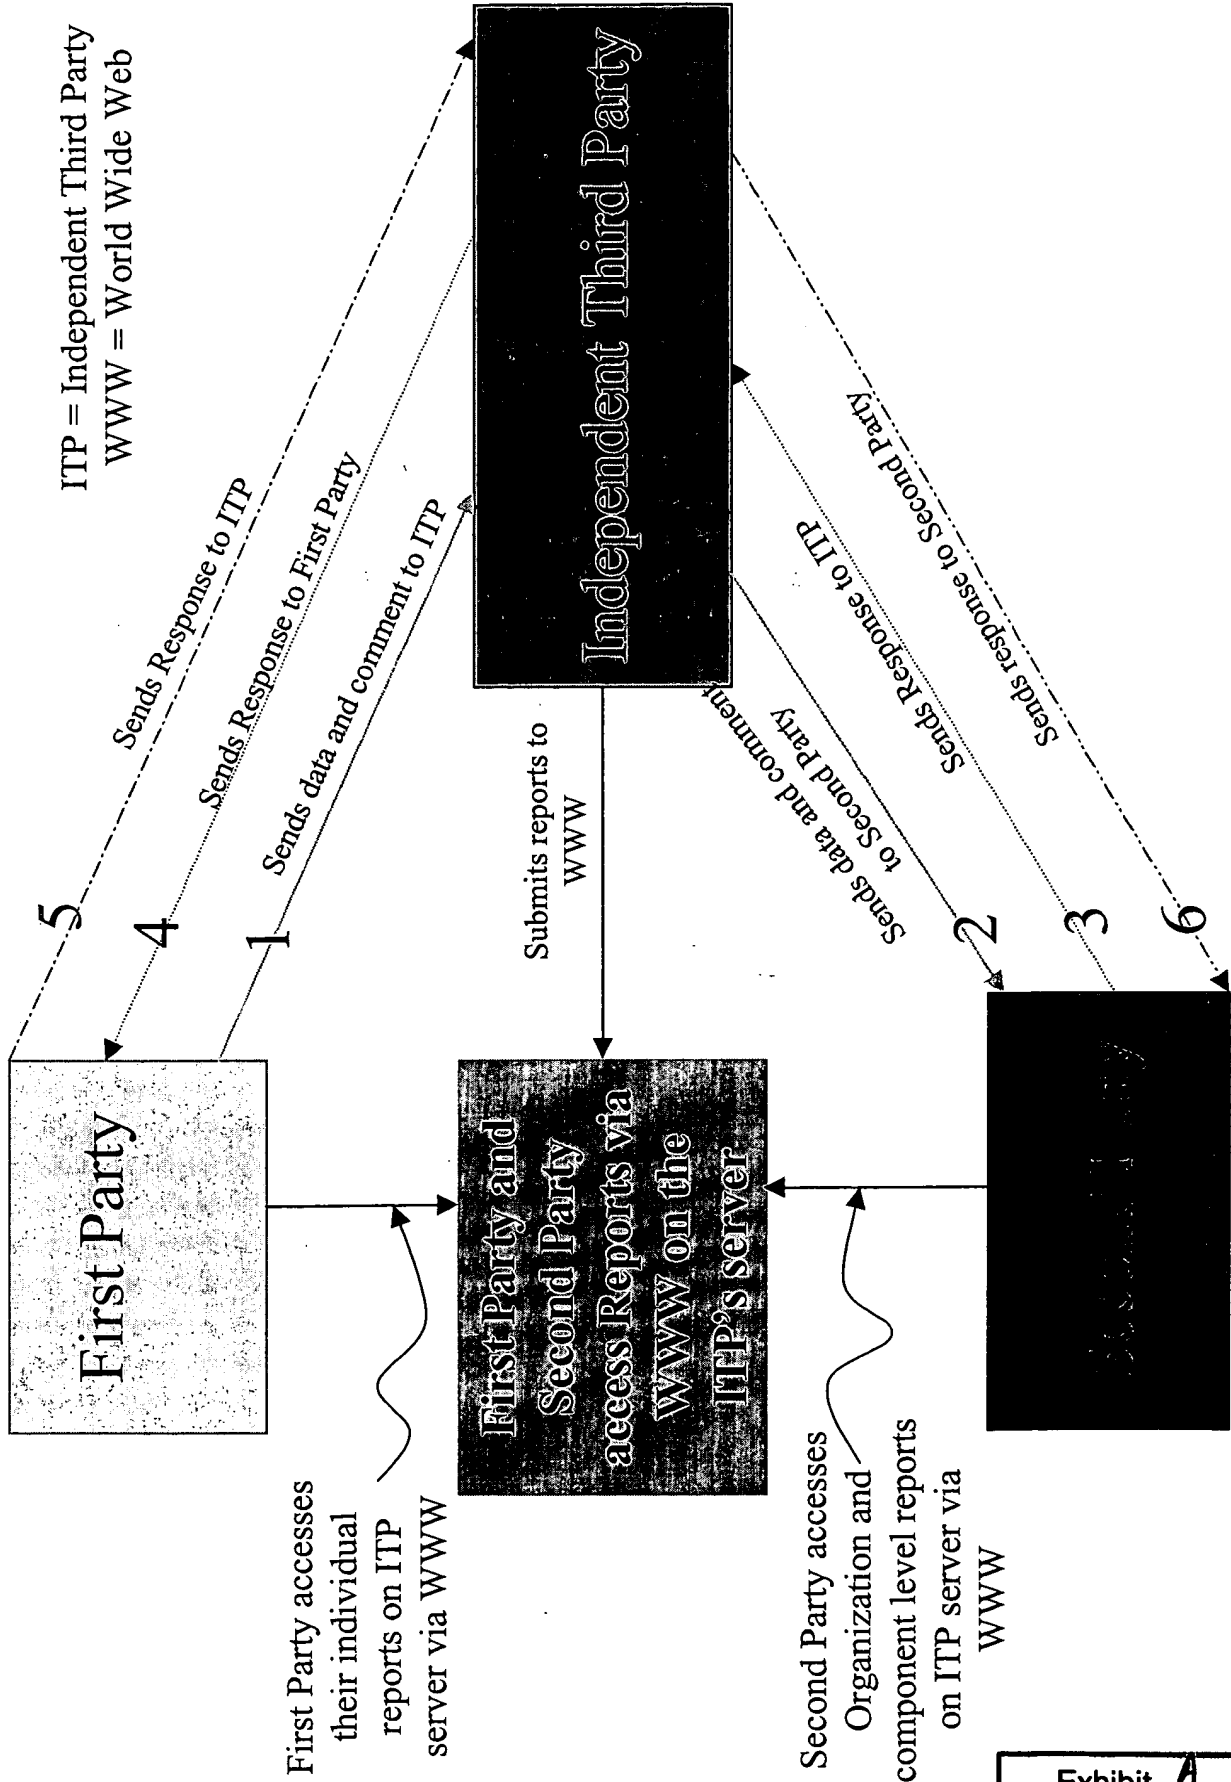 ITP = Independent Third Party
WWW = World Wide Web
First Party
5
4
1
Sends Response to ITP
Sends Response to First Party
Sends data and comment to ITP
Independent Third Party
Submits reports to
WWW
First Party and
Second Party
access Reports via
WWW on the
ITP's server
First Party accesses
their individual
reports on ITP
server via WWW
Second Party accesses
Organization and
component level reports
on ITP server via
WWW
Sends data and comment
to Second Party
Sends Response to ITP
Sends response to Second Party
2
3
6
Second Party
Exhibit A